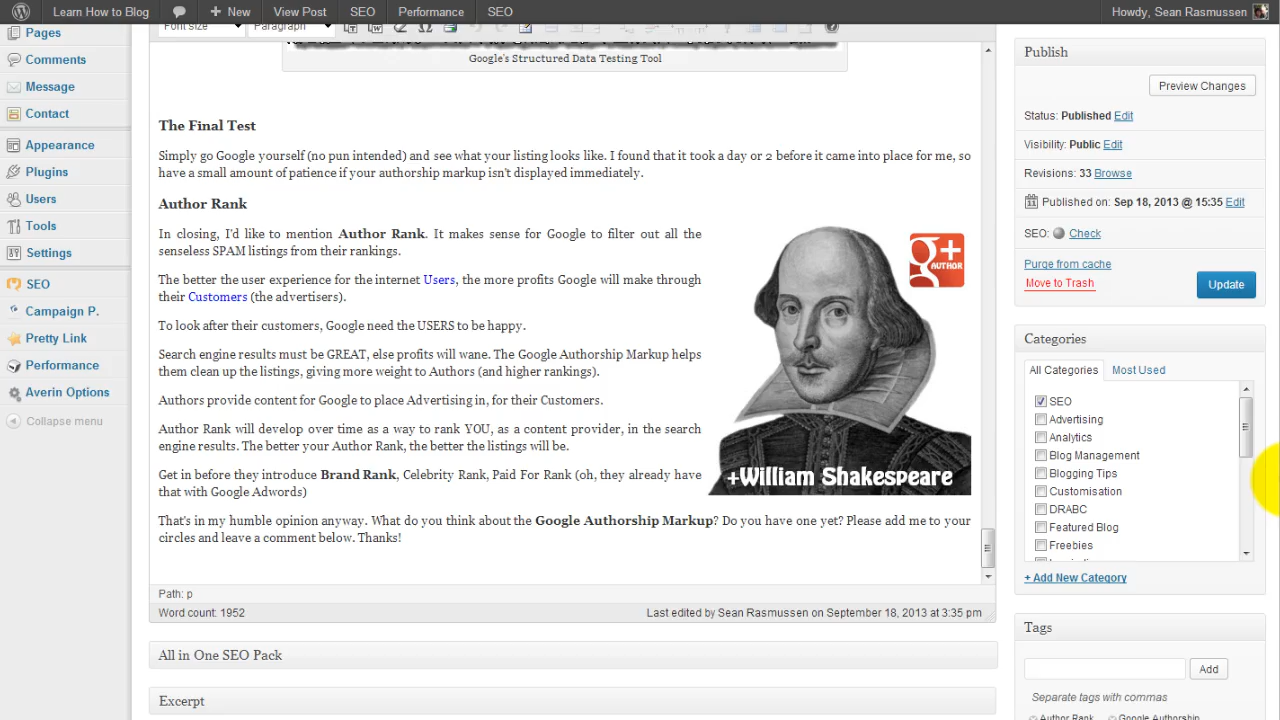 Learn How to Blog
+ New
View Post
SEO
Performance
SEO
Howdy, Sean Rasmussen
Pages
Comments
Message
Contact
Appearance
Plugins
Users
Tools
Settings
SEO
Campaign P.
Pretty Link
Performance
Averin Options
Collapse menu
Font size
Paragraph
Google's Structured Data Testing Tool
The Final Test
Simply go Google yourself (no pun intended) and see what your listing looks like. I found that it took a day or 2 before it came into place for me, so
have a small amount of patience if your authorship markup isn't displayed immediately.
Author Rank
In closing, I'd like to mention Author Rank. It makes sense for Google to filter out all the
senseless SPAM listings from their rankings.
The better the user experience for the internet Users, the more profits Google will make through
their Customers (the advertisers).
To look after their customers, Google need the USERS to be happy.
Search engine results must be GREAT, else profits will wane. The Google Authorship Markup helps
them clean up the listings, giving more weight to Authors (and higher rankings).
Authors provide content for Google to place Advertising in, for their Customers.
Author Rank will develop over time as a way to rank YOU, as a content provider, in the search
engine results. The better your Author Rank, the better the listings will be.
Get in before they introduce Brand Rank, Celebrity Rank, Paid For Rank (oh, they already have
that with Google Adwords)
g+
AUTHOR
+William Shakespeare
That's in my humble opinion anyway. What do you think about the Google Authorship Markup? Do you have one yet? Please add me to your
circles and leave a comment below. Thanks!
Path: p
Word count: 1952
Last edited by Sean Rasmussen on September 18, 2013 at 3:35 pm
All in One SEO Pack
Excerpt
Publish
Preview Changes
Status: Published Edit
Visibility: Public Edit
Revisions: 33 Browse
Published on: Sep 18, 2013 @ 15:35 Edit
SEO: Check
Purge from cache
Move to Trash
Update
Categories
All Categories
Most Used
SEO
Advertising
Analytics
Blog Management
Blogging Tips
Customisation
DRABC
Featured Blog
Freebies
+ Add New Category
Tags
Add
Separate tags with commas
Author Rank
Google Authorship